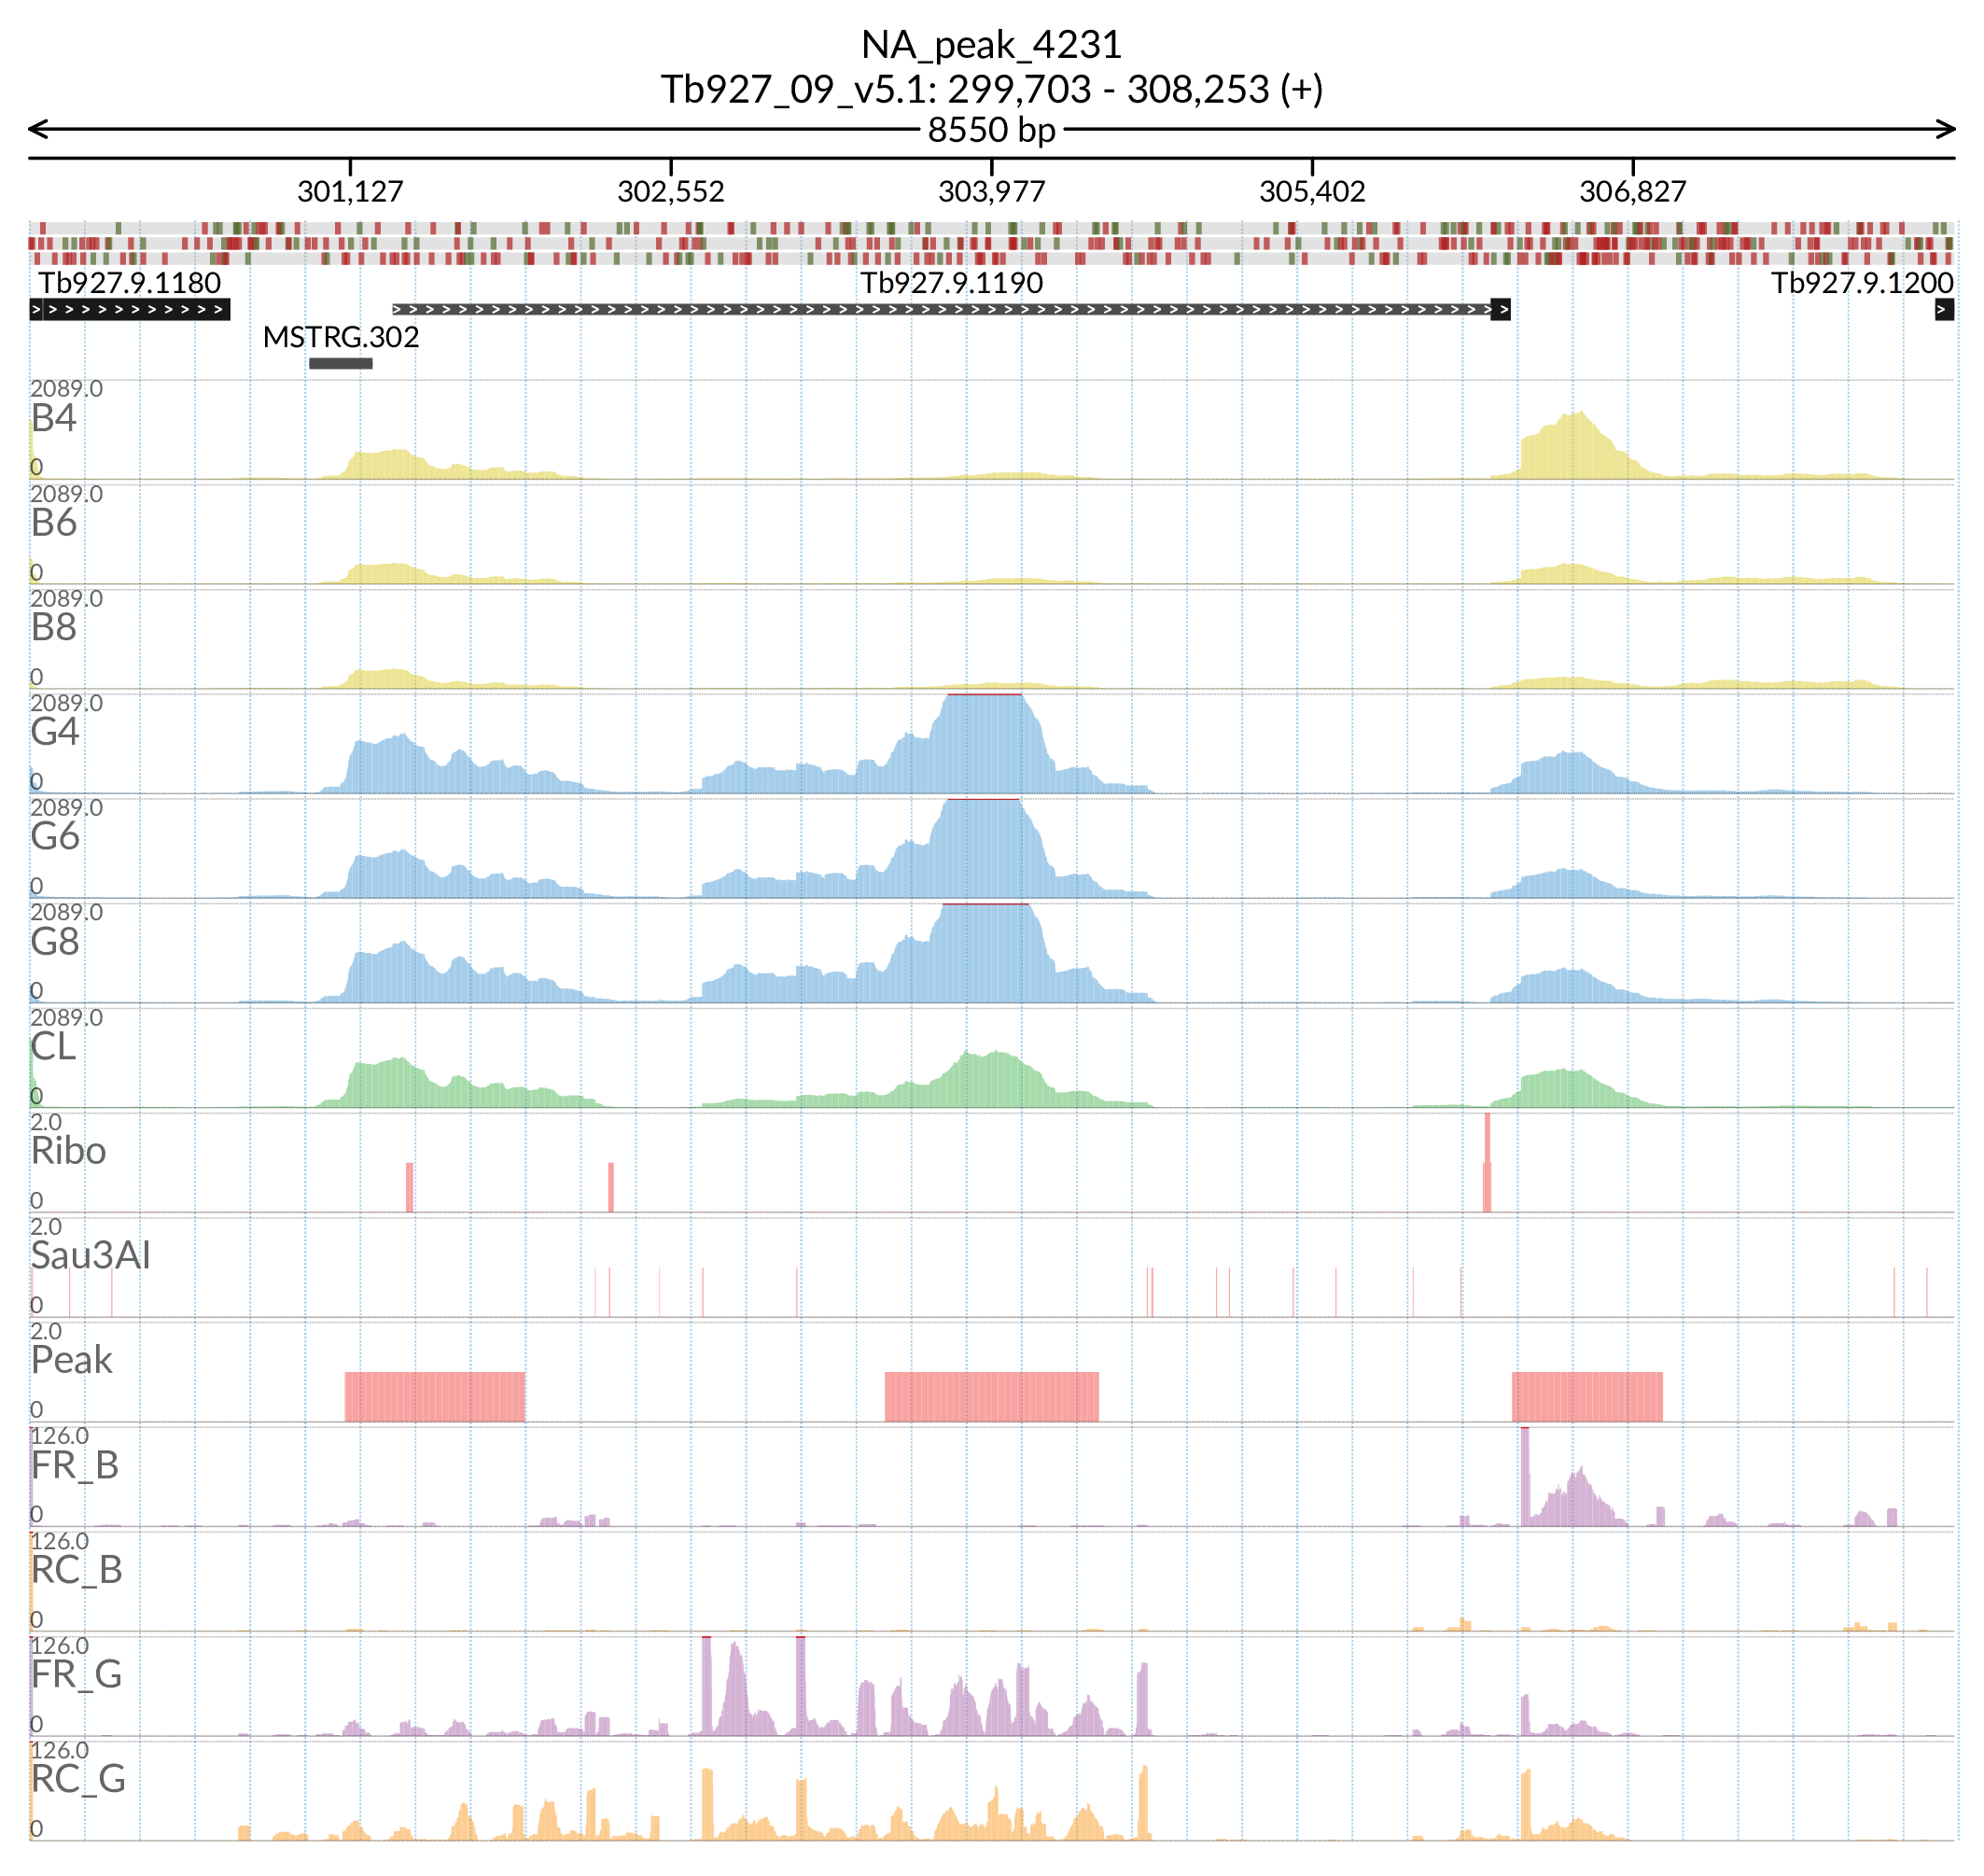 NA_peak_4231
Tb927_09_v5.1: 299,703 - 308,253 (+)
8550 bp
301,127 302,552 303,977 305,402 306,827
Tb927.9.1180 Tb927.9.1190 Tb927.9.1200
MSTRG.302
2089.0
B4
0
2089.0
B6
0
2089.0
B8
0
2089.0
G4
0
2089.0
G6
0
2089.0
G8
0
2089.0
CL
0
2.0
Ribo
0
2.0
Sau3AI
0
2.0
Peak
0
126.0
FR_B
0
126.0
RC_B
0
126.0
FR_G
0
126.0
RC_G
0